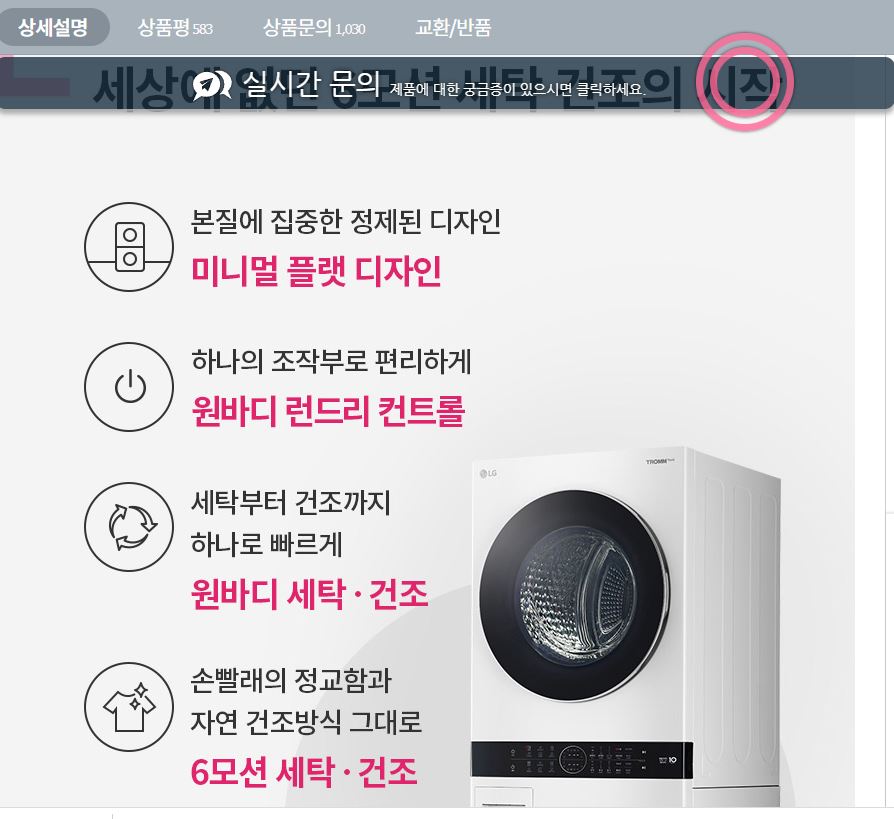 상세설명 상품평 583 상품문의 1,030 교환/반품
세상에 없던 6모션 세탁 건조의 시작
실시간 문의 제품에 대한 궁금증이 있으시면 클릭하세요.
본질에 집중한 정제된 디자인
미니멀 플랫 디자인
하나의 조작부로 편리하게
원바디 런드리 컨트롤
LG
TROMM
세탁부터 건조까지
하나로 빠르게
원바디 세탁·건조
손빨래의 정교함과
자연 건조방식 그대로
6모션 세탁·건조